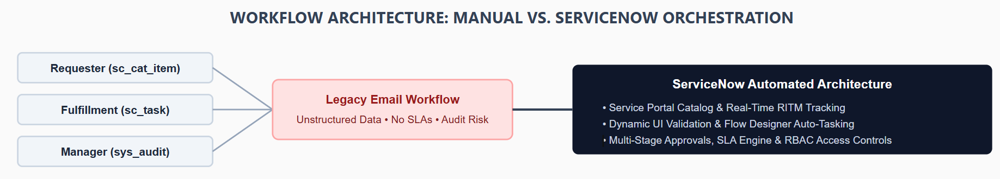 WORKFLOW ARCHITECTURE: MANUAL VS. SERVICENOW ORCHESTRATION
Requester (sc_cat_item)
Fulfillment (sc_task)
Manager (sys_audit)
Legacy Email Workflow
Unstructured Data • No SLAs • Audit Risk
ServiceNow Automated Architecture
• Service Portal Catalog & Real-Time RITM Tracking
• Dynamic UI Validation & Flow Designer Auto-Tasking
• Multi-Stage Approvals, SLA Engine & RBAC Access Controls